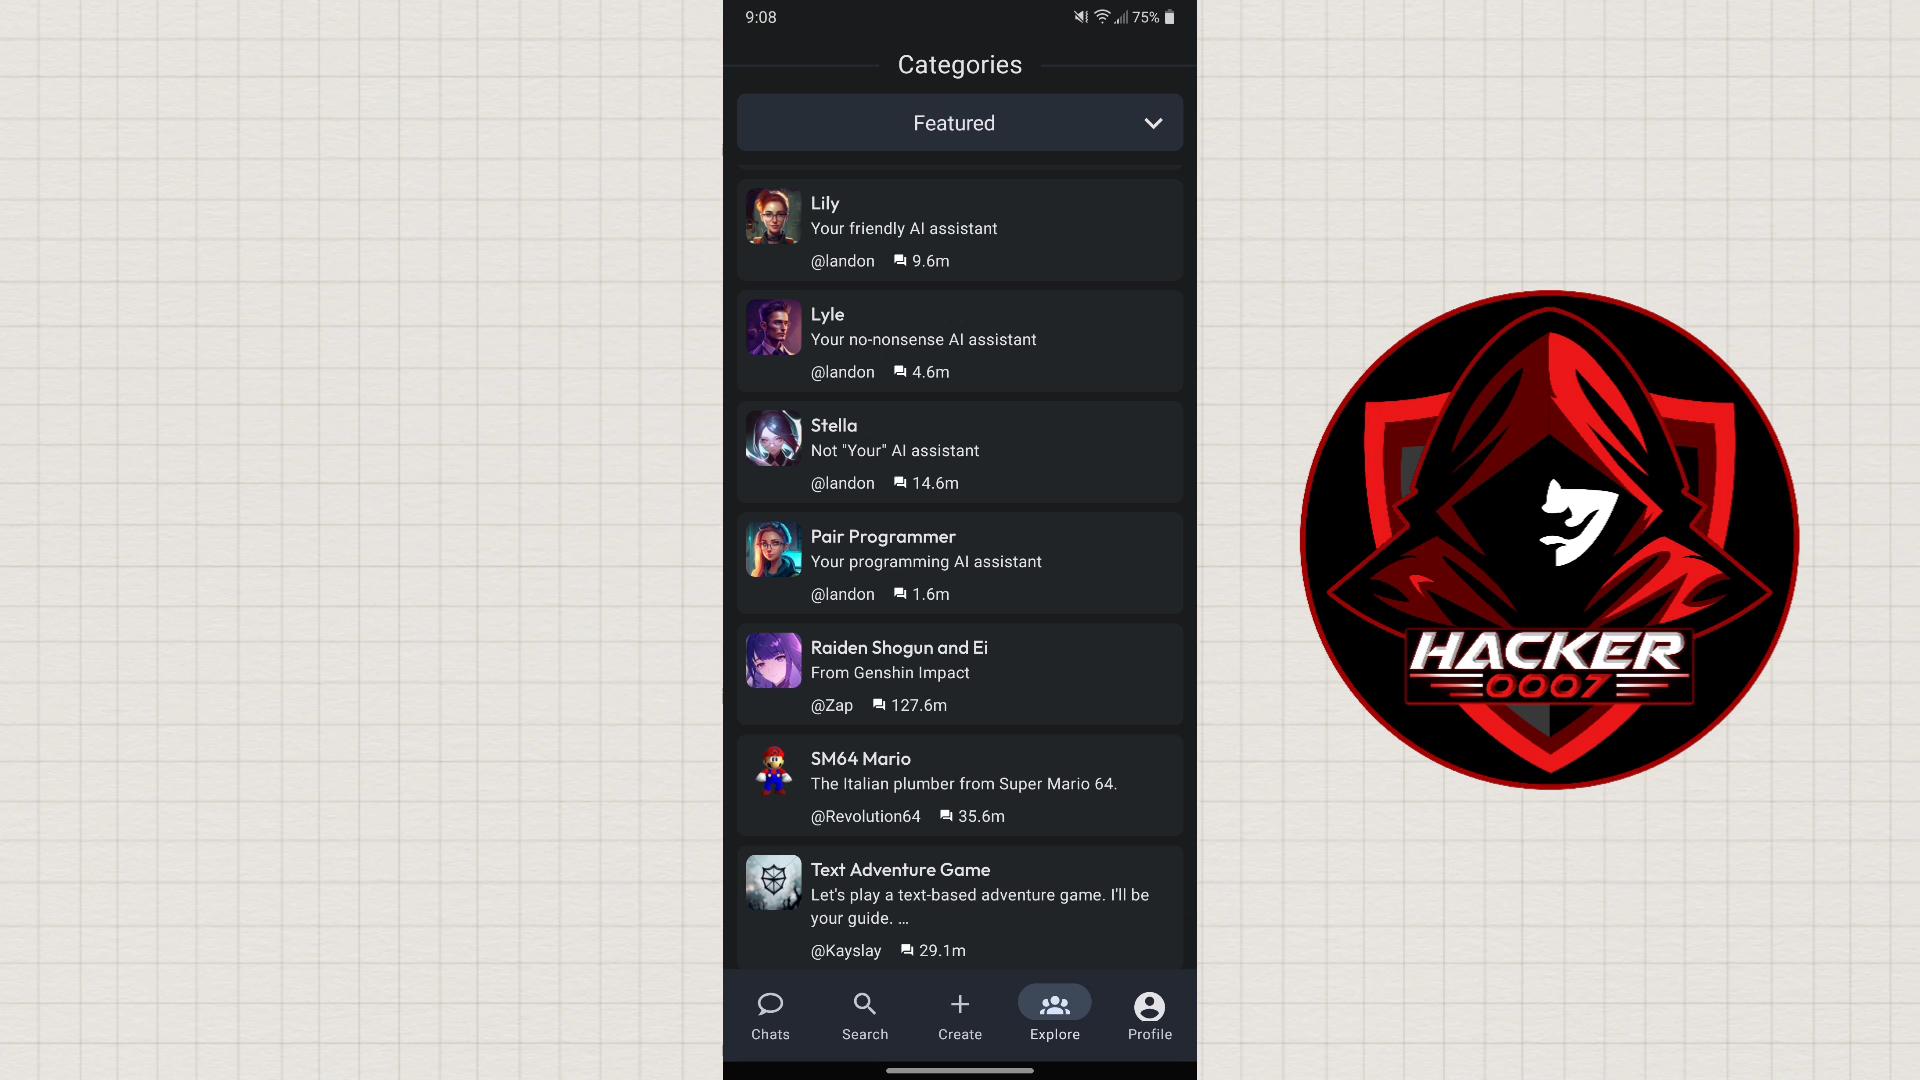 9:08
75%
Categories
Featured
Lily
Your friendly AI assistant
@landon 9.6m
Lyle
Your no-nonsense AI assistant
@landon 4.6m
Stella
Not "Your" AI assistant
@landon 14.6m
Pair Programmer
Your programming AI assistant
@landon 1.6m
Raiden Shogun and Ei
From Genshin Impact
@Zap 127.6m
SM64 Mario
The Italian plumber from Super Mario 64.
@Revolution64 35.6m
Text Adventure Game
Let's play a text-based adventure game. I'll be
your guide. ...
@Kayslay 29.1m
Chats
Search
Create
Explore
Profile
HACKER
0007